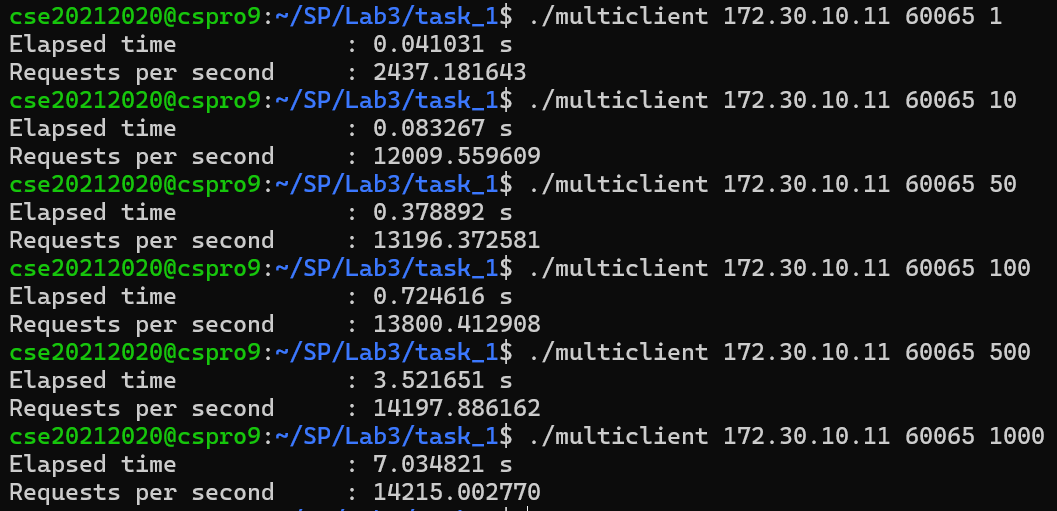 cse20212020@cspro9:~/SP/Lab3/task_1$ ./multiclient 172.30.10.11 60065 1
Elapsed time            : 0.041031 s
Requests per second     : 2437.181643
cse20212020@cspro9:~/SP/Lab3/task_1$ ./multiclient 172.30.10.11 60065 10
Elapsed time            : 0.083267 s
Requests per second     : 12009.559609
cse20212020@cspro9:~/SP/Lab3/task_1$ ./multiclient 172.30.10.11 60065 50
Elapsed time            : 0.378892 s
Requests per second     : 13196.372581
cse20212020@cspro9:~/SP/Lab3/task_1$ ./multiclient 172.30.10.11 60065 100
Elapsed time            : 0.724616 s
Requests per second     : 13800.412908
cse20212020@cspro9:~/SP/Lab3/task_1$ ./multiclient 172.30.10.11 60065 500
Elapsed time            : 3.521651 s
Requests per second     : 14197.886162
cse20212020@cspro9:~/SP/Lab3/task_1$ ./multiclient 172.30.10.11 60065 1000
Elapsed time            : 7.034821 s
Requests per second     : 14215.002770